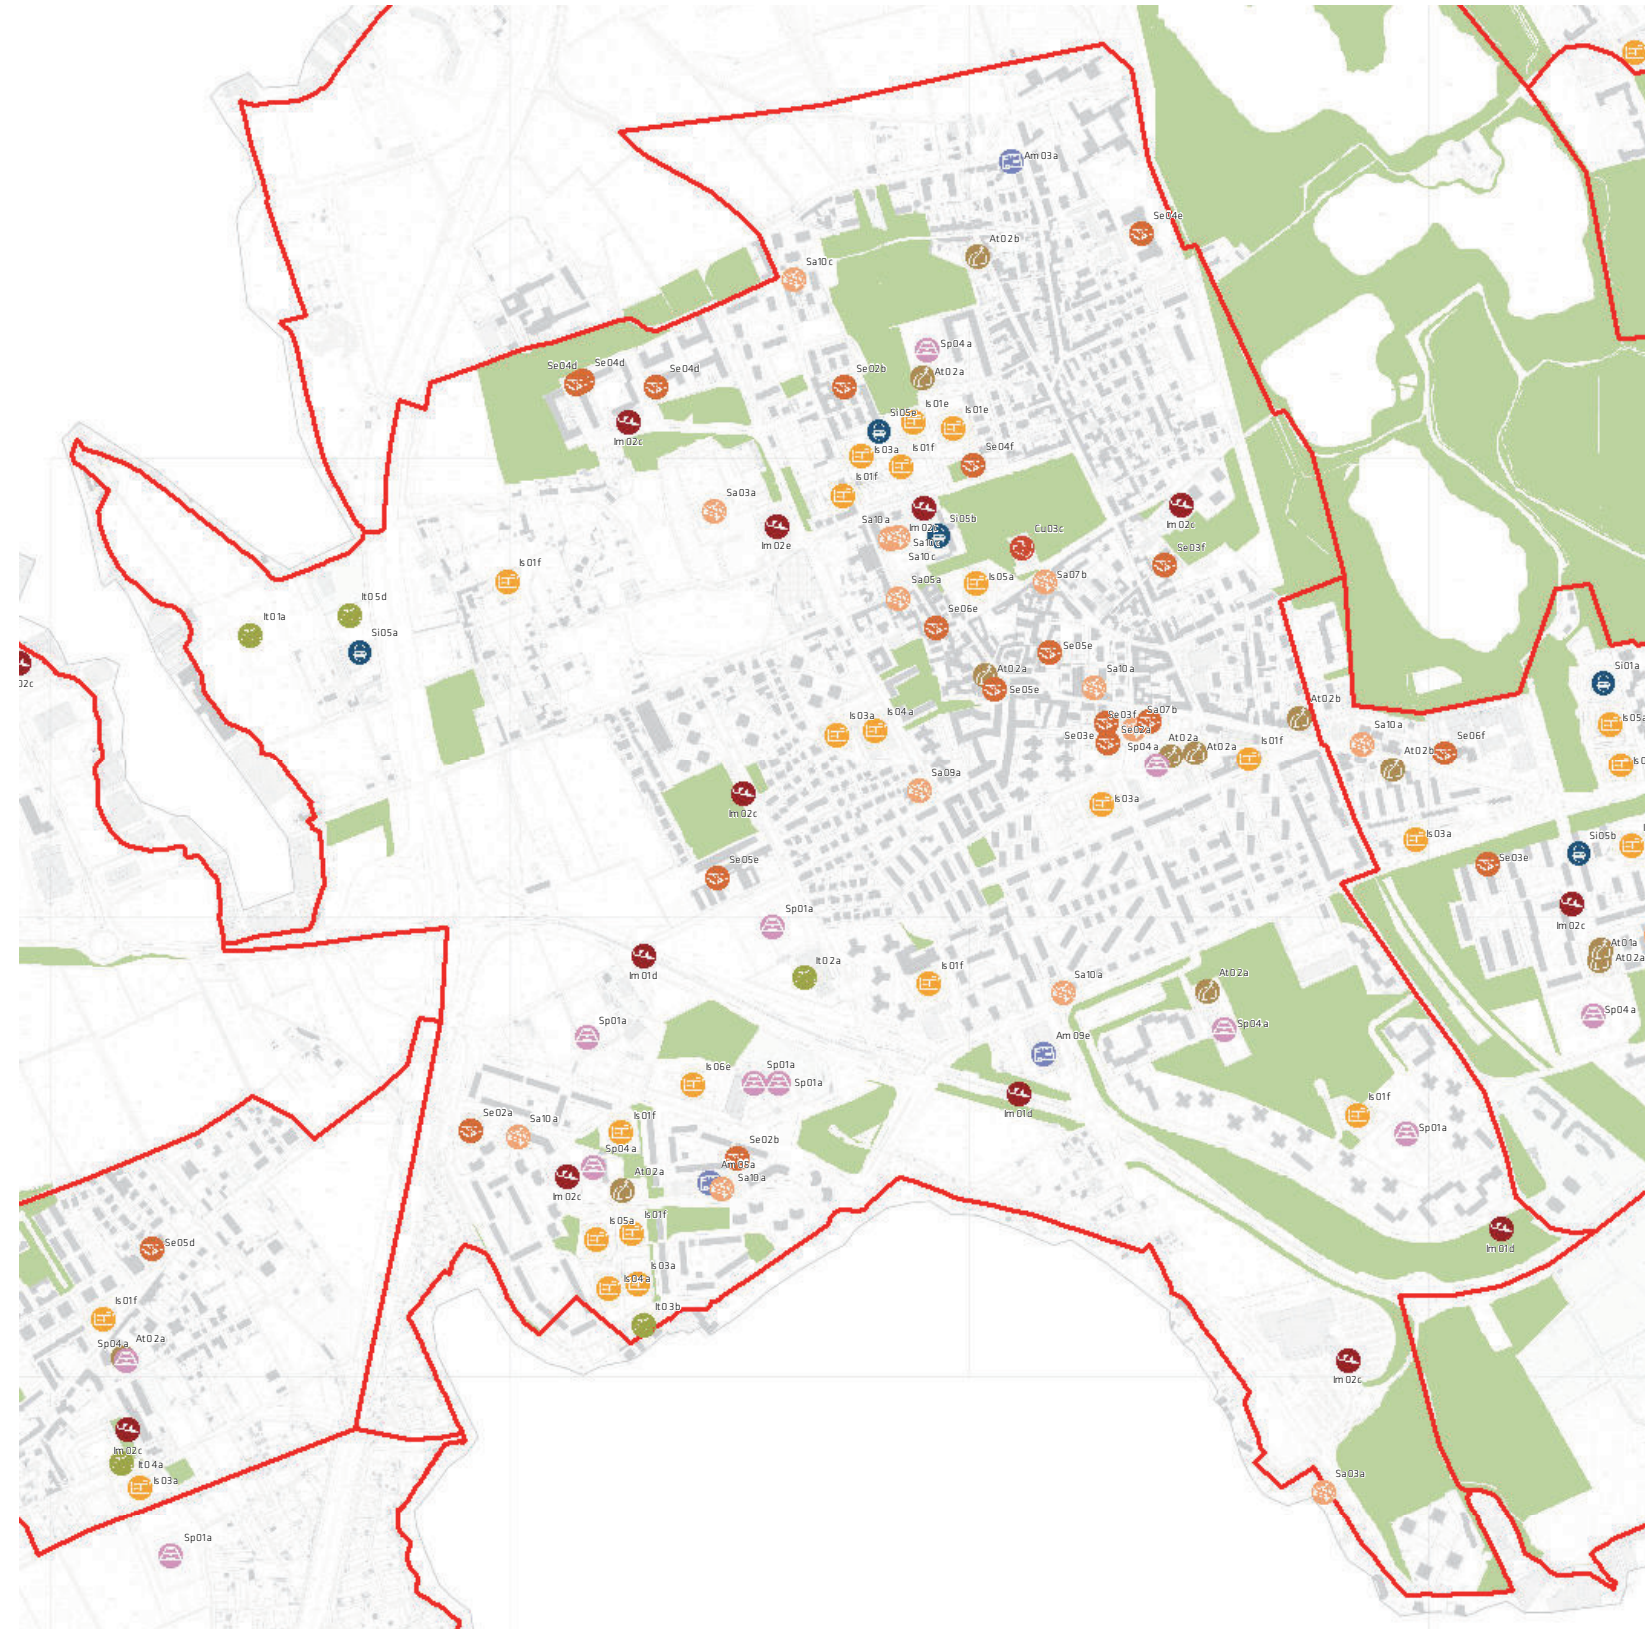 Am03a
Se04e
At02b
Sa10c
Sp04a
Se04d
Se04d
Se04d
Se02b
At02a
Is01e
Is01e
Si05e
Im02c
Is03a
Is01f
Se04f
Is01f
Sa03a
Im02e
Sa10a
Si05b
Sa10c
Cu03c
Im02c
Se03f
Is01f
Sa05a
Is05a
Sa07b
It01a
It05d
Si05a
Se06e
Se05e
02c
At02a
Se05e
Sa10a
Si01a
Is03a
Is04a
Se03f
Sa07b
Se03e
Sp04a
At02a
At02a
Is01f
At02b
Sa10a
At02b
Se06f
Is05a
Im02c
Sa09a
Is03a
Is03a
Se03e
Si05b
Se05e
Im02c
Sp01a
At01a
At02a
Im01d
It02a
Is01f
Sa10a
At02a
Sp04a
Sp04a
Sp01a
Am09e
Is06e
Sp01a
Sp01a
Im01d
Is01f
Sp01a
Se02a
Sa10a
Is01f
Sp04a
Se02b
Im02c
At02a
Sa10a
Is05a
Is01f
Im01d
Se05d
Is03a
Is04a
It03b
Is01f
Sp04a
At02a
Im02c
Im02c
It04a
Is03a
Sa03a
Sp01a